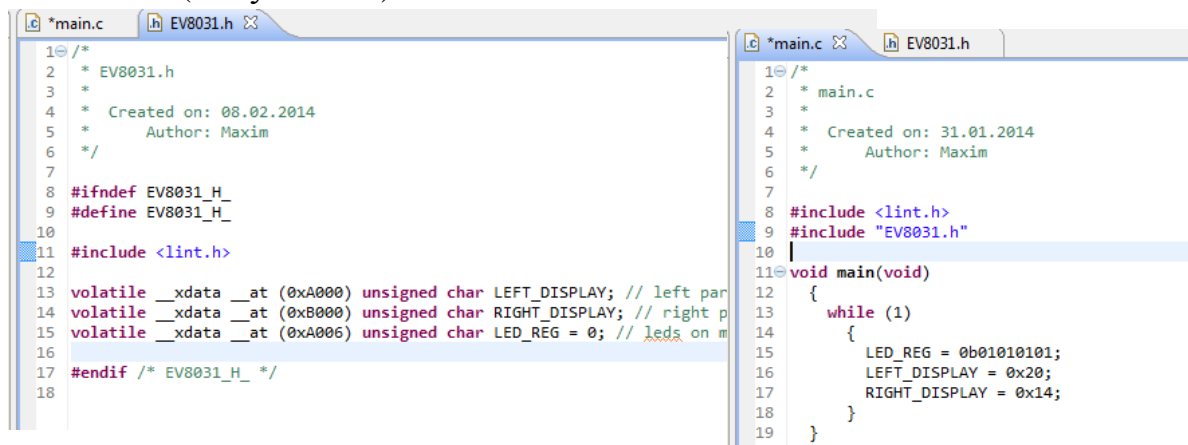 *main.c EV8031.h
1 /*
2 * EV8031.h
3 *
4 * Created on: 08.02.2014
5 * Author: Maxim
6 */
7
8 #ifndef EV8031_H_
9 #define EV8031_H_
10
11 #include <lint.h>
12
13 volatile __xdata __at (0xA000) unsigned char LEFT_DISPLAY; // left par
14 volatile __xdata __at (0xB000) unsigned char RIGHT_DISPLAY; // right p
15 volatile __xdata __at (0xA006) unsigned char LED_REG = 0; // leds on m
16
17 #endif /* EV8031_H_ */
18
*main.c EV8031.h
1 /*
2 * main.c
3 *
4 * Created on: 31.01.2014
5 * Author: Maxim
6 */
7
8 #include <lint.h>
9 #include "EV8031.h"
10
11 void main(void)
12 {
13 while (1)
14 {
15 LED_REG = 0b01010101;
16 LEFT_DISPLAY = 0x20;
17 RIGHT_DISPLAY = 0x14;
18 }
19 }